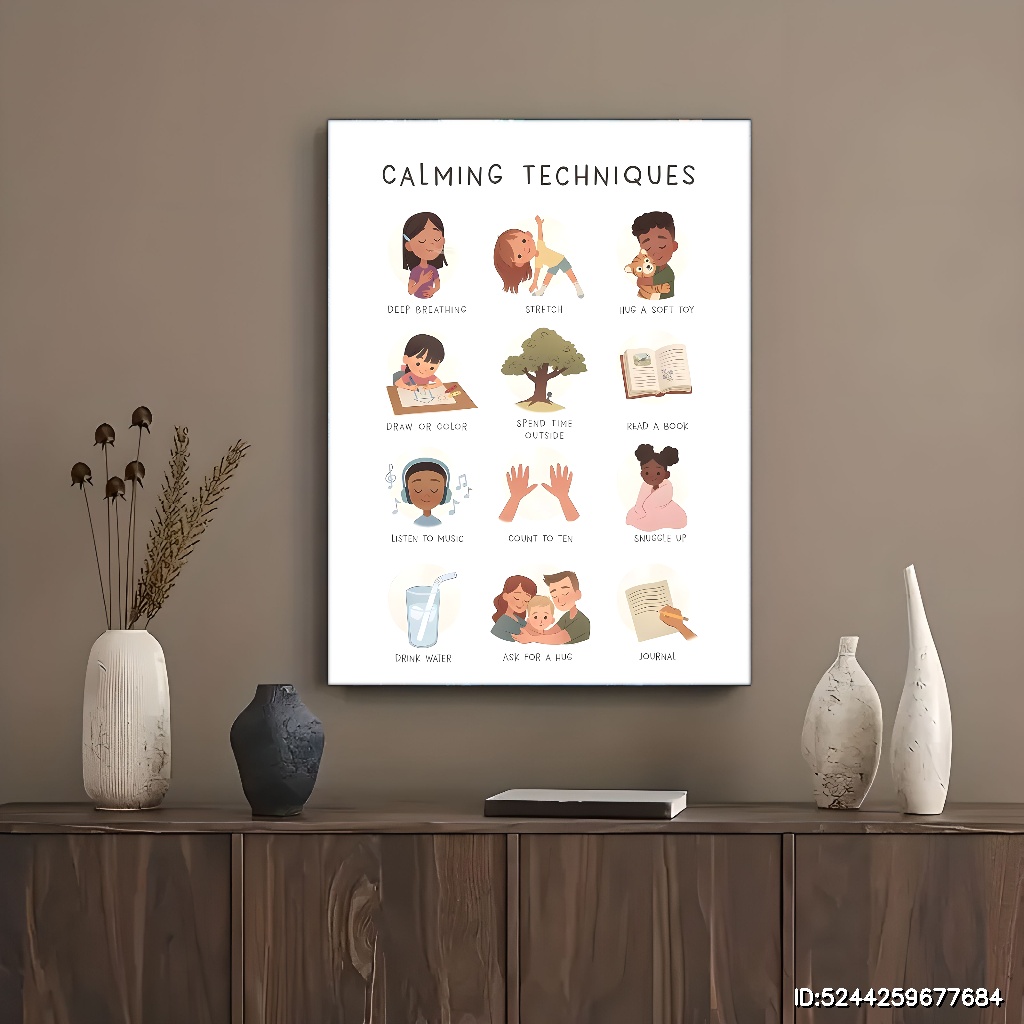 CALMING TECHNIQUES
DEEP BREATHING
STRETCH
HUG A SOFT TOY
DRAW OR COLOR
SPEND TIME
OUTSIDE
READ A BOOK
LISTEN TO MUSIC
COUNT TO TEN
SNUGGLE UP
DRINK WATER
ASK FOR A HUG
JOURNAL
ID:5244259677684